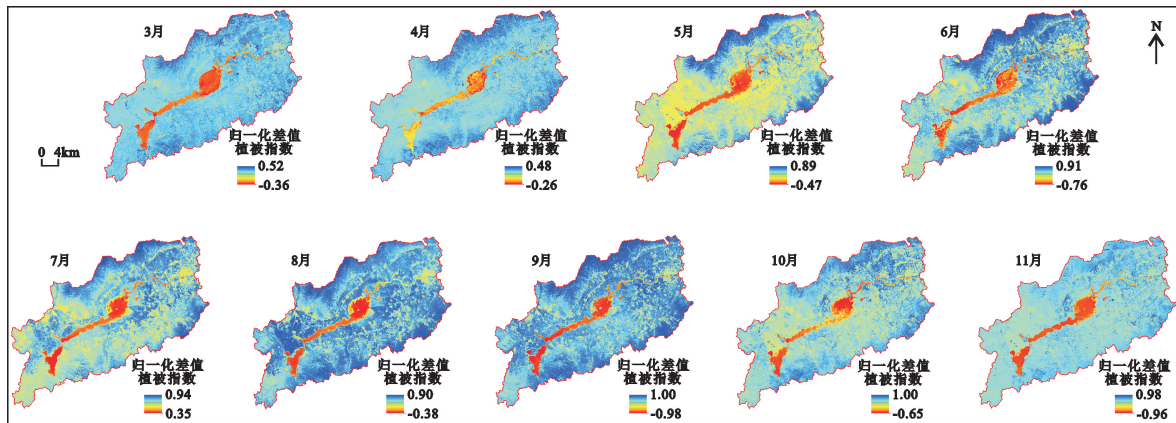 3月
4月
5月
6月
N
0 4km
归一化差值
植被指数
0.52
-0.36
归一化差值
植被指数
0.48
-0.26
归一化差值
植被指数
0.89
-0.47
归一化差值
植被指数
0.91
-0.76
7月
8月
9月
10月
11月
归一化差值
植被指数
0.94
0.35
归一化差值
植被指数
0.90
-0.38
归一化差值
植被指数
1.00
-0.98
归一化差值
植被指数
1.00
-0.65
归一化差值
植被指数
0.98
-0.96